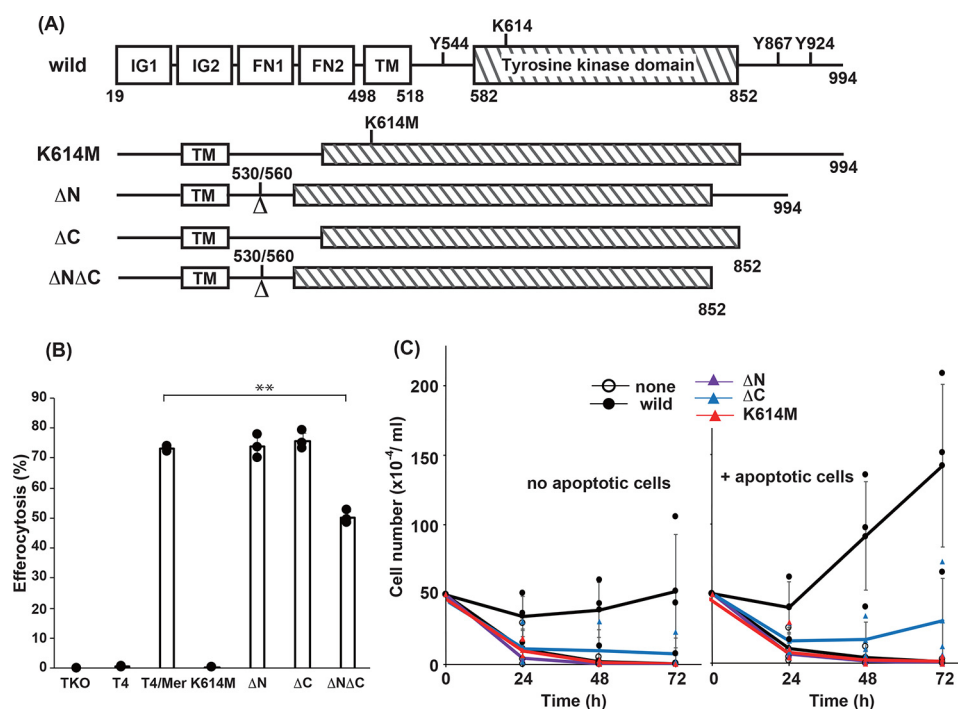 (A)
K614
Y544
Y867 Y924
wild
IG1 IG2 FN1 FN2 TM
Tyrosine kinase domain
19 498 518 582 852 994
K614M
K614M
TM
994
530/560
ΔN
TM
Δ
994
ΔC
TM
852
530/560
ΔNΔC
TM
Δ
852
(B)
**
Efferocytosis (%)
90
80
70
60
50
40
30
20
10
0
TKO T4 T4/Mer K614M ΔN ΔC ΔNΔC
(C)
Cell number (x10⁻⁴/ ml)
200
150
100
50
0
none
wild
ΔN
ΔC
K614M
no apoptotic cells
+ apoptotic cells
0 24 48 72
0 24 48 72
Time (h)
Time (h)